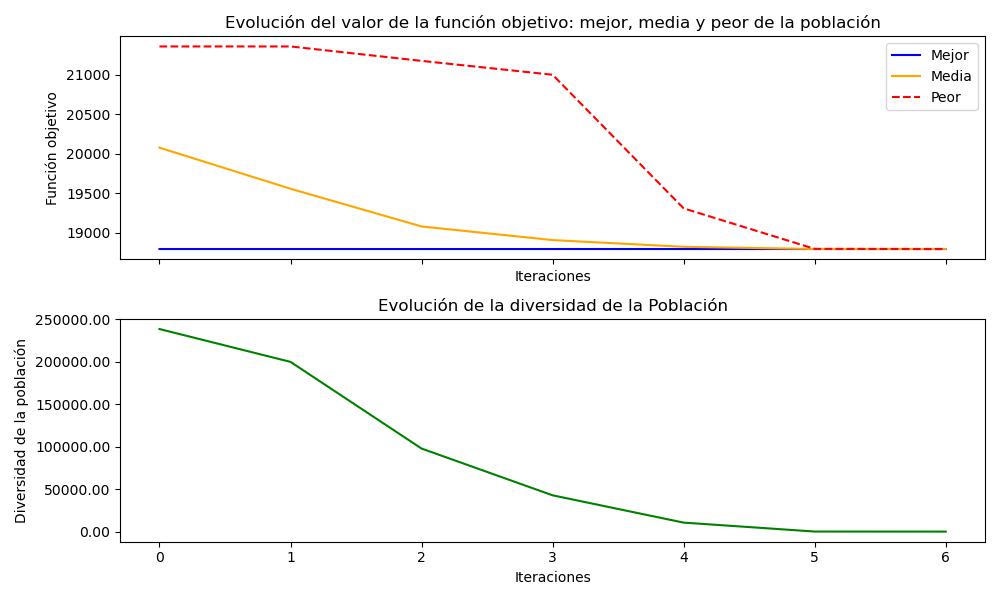 Evolución del valor de la función objetivo: mejor, media y peor de la población
Función objetivo
21000
20500
20000
19500
19000
Mejor
Media
Peor
Iteraciones
Evolución de la diversidad de la Población
Diversidad de la población
250000.00
200000.00
150000.00
100000.00
50000.00
0.00
0 1 2 3 4 5 6
Iteraciones